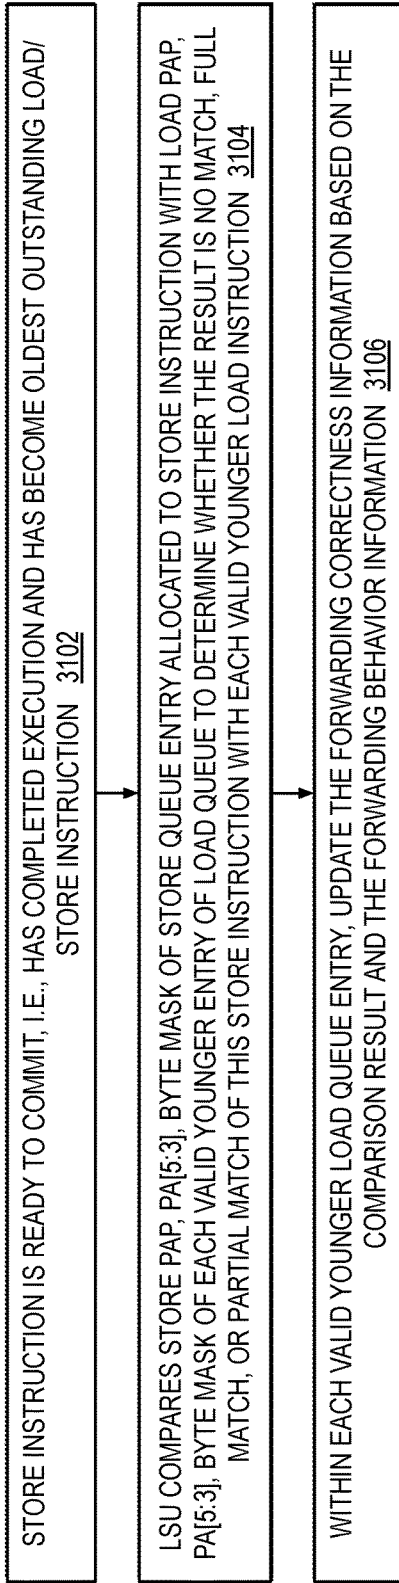 STORE INSTRUCTION IS READY TO COMMIT, I.E., HAS COMPLETED EXECUTION AND HAS BECOME OLDEST OUTSTANDING LOAD/
STORE INSTRUCTION 3102
LSU COMPARES STORE PAP, PA[5:3], BYTE MASK OF STORE QUEUE ENTRY ALLOCATED TO STORE INSTRUCTION WITH LOAD PAP,
PA[5:3], BYTE MASK OF EACH VALID YOUNGER ENTRY OF LOAD QUEUE TO DETERMINE WHETHER THE RESULT IS NO MATCH, FULL
MATCH, OR PARTIAL MATCH OF THIS STORE INSTRUCTION WITH EACH VALID YOUNGER LOAD INSTRUCTION 3104
WITHIN EACH VALID YOUNGER LOAD QUEUE ENTRY, UPDATE THE FORWARDING CORRECTNESS INFORMATION BASED ON THE
COMPARISON RESULT AND THE FORWARDING BEHAVIOR INFORMATION 3106